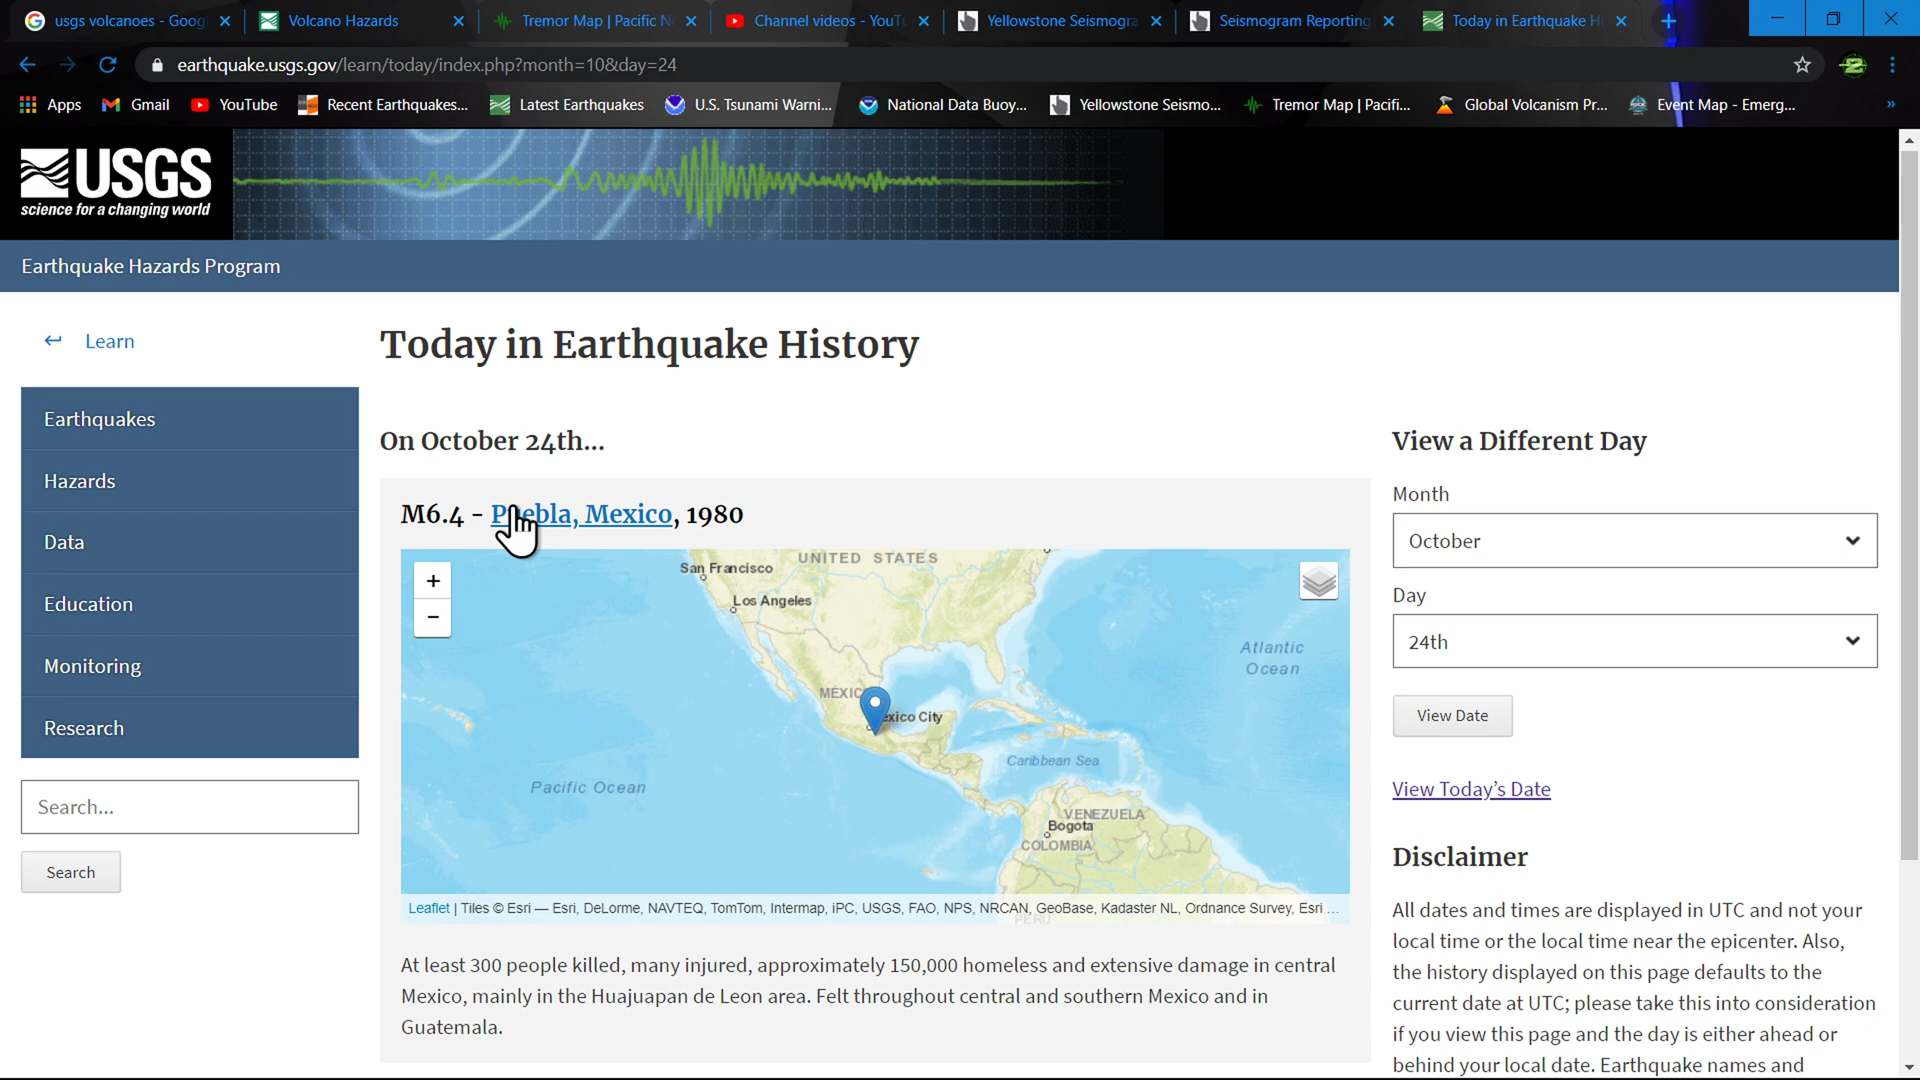 usgs volcanoes - Goog
Volcano Hazards
Tremor Map | Pacific N
Channel videos - YouTu
Yellowstone Seismogra
Seismogram Reporting
Today in Earthquake Hi
earthquake.usgs.gov/learn/today/index.php?month=10&day=24
Apps
Gmail
YouTube
Recent Earthquakes...
Latest Earthquakes
U.S. Tsunami Warni...
National Data Buoy...
Yellowstone Seismo...
Tremor Map | Pacifi...
Global Volcanism Pr...
Event Map - Emerg...
USGS
science for a changing world
Earthquake Hazards Program
Learn
Earthquakes
Hazards
Data
Education
Monitoring
Research
Search...
Search
Today in Earthquake History
On October 24th...
M6.4 - Puebla, Mexico, 1980
+
−
UNITED STATES
San Francisco
Los Angeles
Atlantic
Ocean
MÉXICO
Mexico City
Caribbean Sea
Pacific Ocean
VENEZUELA
Bogota
COLOMBIA
PERU
Leaflet | Tiles © Esri — Esri, DeLorme, NAVTEQ, TomTom, Intermap, iPC, USGS, FAO, NPS, NRCAN, GeoBase, Kadaster NL, Ordnance Survey, Esri ...
At least 300 people killed, many injured, approximately 150,000 homeless and extensive damage in central
Mexico, mainly in the Huajuapan de Leon area. Felt throughout central and southern Mexico and in
Guatemala.
View a Different Day
Month
October
Day
24th
View Date
View Today's Date
Disclaimer
All dates and times are displayed in UTC and not your
local time or the local time near the epicenter. Also,
the history displayed on this page defaults to the
current date at UTC; please take this into consideration
if you view this page and the day is either ahead or
behind your local date. Earthquake names and